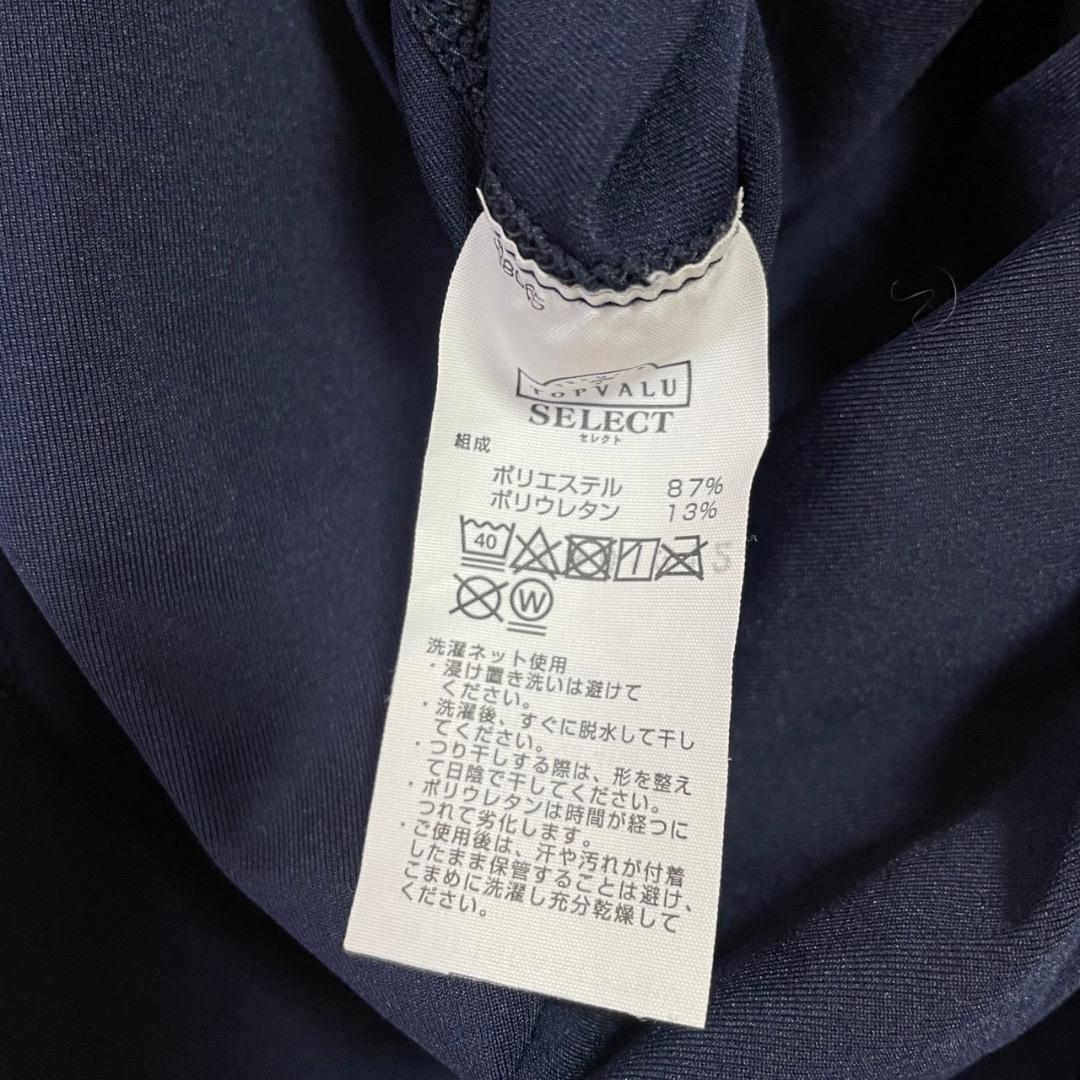 TOPVALU
SELECT
セレクト
組成
ポリエステル 87%
ポリウレタン 13%
40
W
洗濯ネット使用
・浸け置き洗いは避けて
ください。
・洗濯後、すぐに脱水して干し
てください。
・つり干しする際は、形を整え
て日陰で干してください。
・ポリウレタンは時間が経つに
つれて劣化します。
・ご使用後は、汗や汚れが付着
したまま保管することは避け、
こまめに洗濯し充分乾燥して
ください。